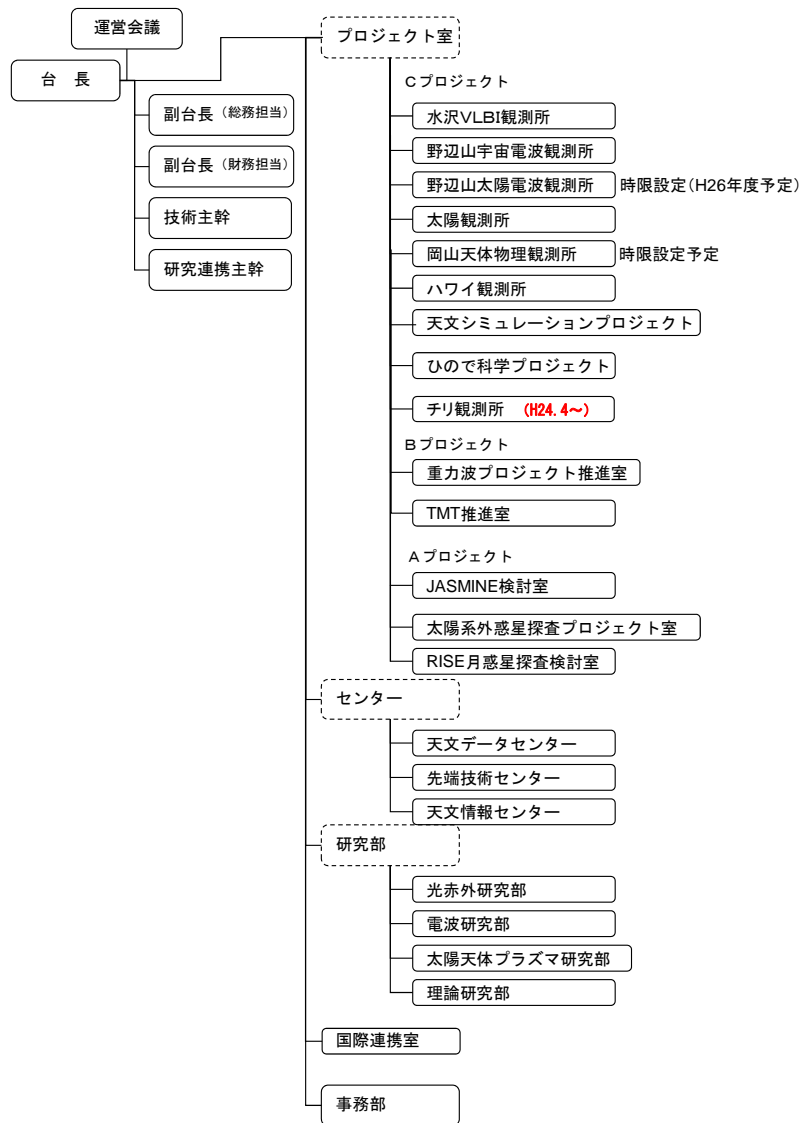 運営会議
台　長
副台長（総務担当）
副台長（財務担当）
技術主幹
研究連携主幹
プロジェクト室
Cプロジェクト
水沢VLBI観測所
野辺山宇宙電波観測所
野辺山太陽電波観測所 時限設定（H26年度予定）
太陽観測所
岡山天体物理観測所 時限設定予定
ハワイ観測所
天文シミュレーションプロジェクト
ひので科学プロジェクト
チリ観測所 （H24.4～）
Bプロジェクト
重力波プロジェクト推進室
TMT推進室
Aプロジェクト
JASMINE検討室
太陽系外惑星探査プロジェクト室
RISE月惑星探査検討室
センター
天文データセンター
先端技術センター
天文情報センター
研究部
光赤外研究部
電波研究部
太陽天体プラズマ研究部
理論研究部
国際連携室
事務部